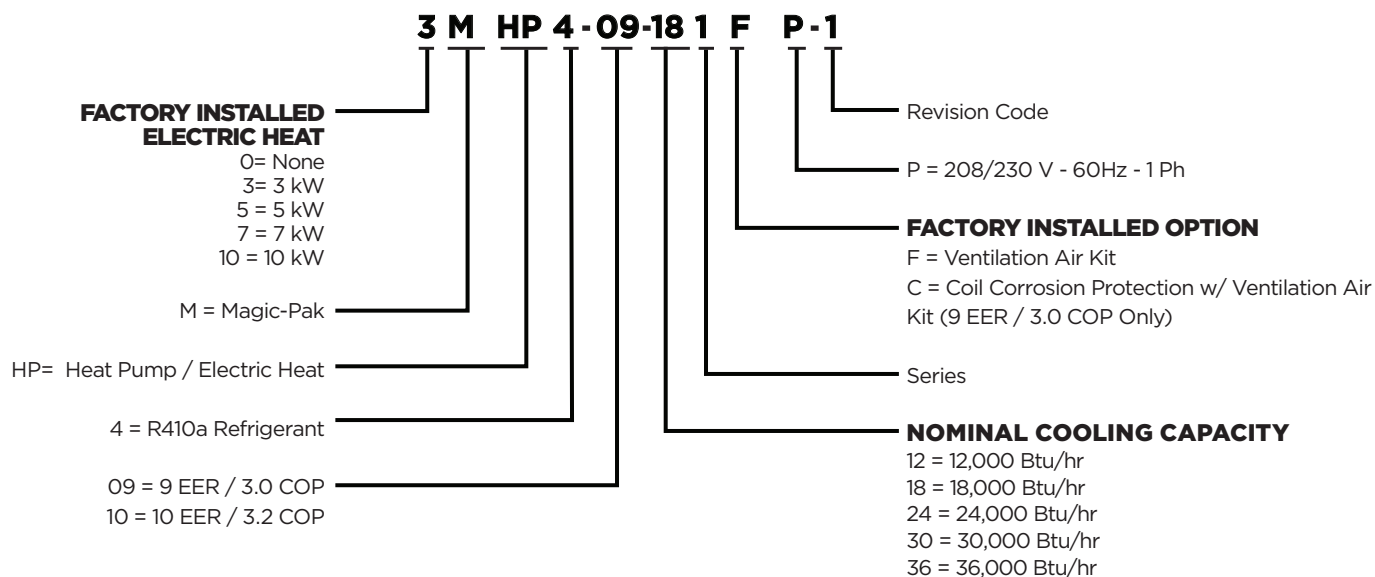 3 M HP 4 - 09-18 1 F P - 1
FACTORY INSTALLED
ELECTRIC HEAT
0= None
3= 3 kW
5 = 5 kW
7 = 7 kW
10 = 10 kW
M = Magic-Pak
HP= Heat Pump / Electric Heat
4 = R410a Refrigerant
09 = 9 EER / 3.0 COP
10 = 10 EER / 3.2 COP
Revision Code
P = 208/230 V - 60Hz - 1 Ph
FACTORY INSTALLED OPTION
F = Ventilation Air Kit
C = Coil Corrosion Protection w/ Ventilation Air
Kit (9 EER / 3.0 COP Only)
Series
NOMINAL COOLING CAPACITY
12 = 12,000 Btu/hr
18 = 18,000 Btu/hr
24 = 24,000 Btu/hr
30 = 30,000 Btu/hr
36 = 36,000 Btu/hr